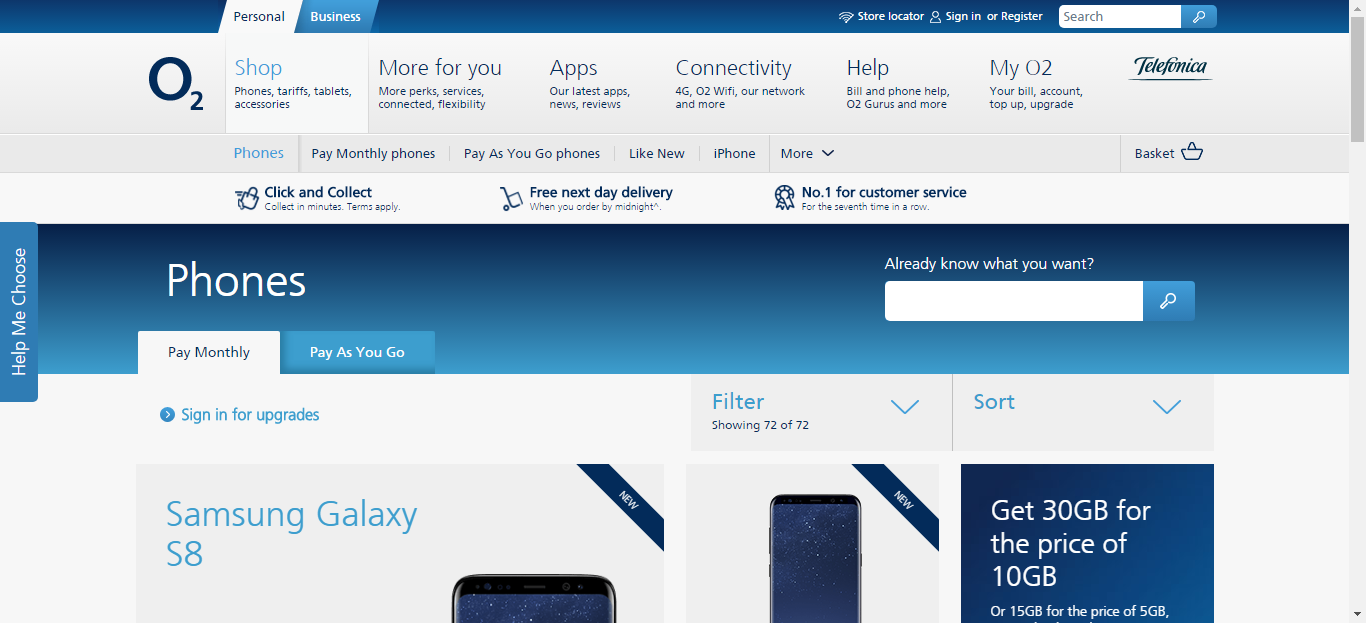 Personal
Business
Store locator
Sign in or Register
Search
O2
Shop
Phones, tariffs, tablets,
accessories
More for you
More perks, services,
connected, flexibility
Apps
Our latest apps,
news, reviews
Connectivity
4G, O2 Wifi, our network
and more
Help
Bill and phone help,
O2 Gurus and more
My O2
Your bill, account,
top up, upgrade
Telefónica
Phones
Pay Monthly phones
Pay As You Go phones
Like New
iPhone
More
Basket
Click and Collect
Collect in minutes. Terms apply.
Free next day delivery
When you order by midnight^.
No.1 for customer service
For the seventh time in a row.
Help Me Choose
Phones
Already know what you want?
Pay Monthly
Pay As You Go
Sign in for upgrades
Filter
Showing 72 of 72
Sort
Samsung Galaxy
S8
NEW
NEW
Get 30GB for
the price of
10GB
Or 15GB for the price of 5GB,